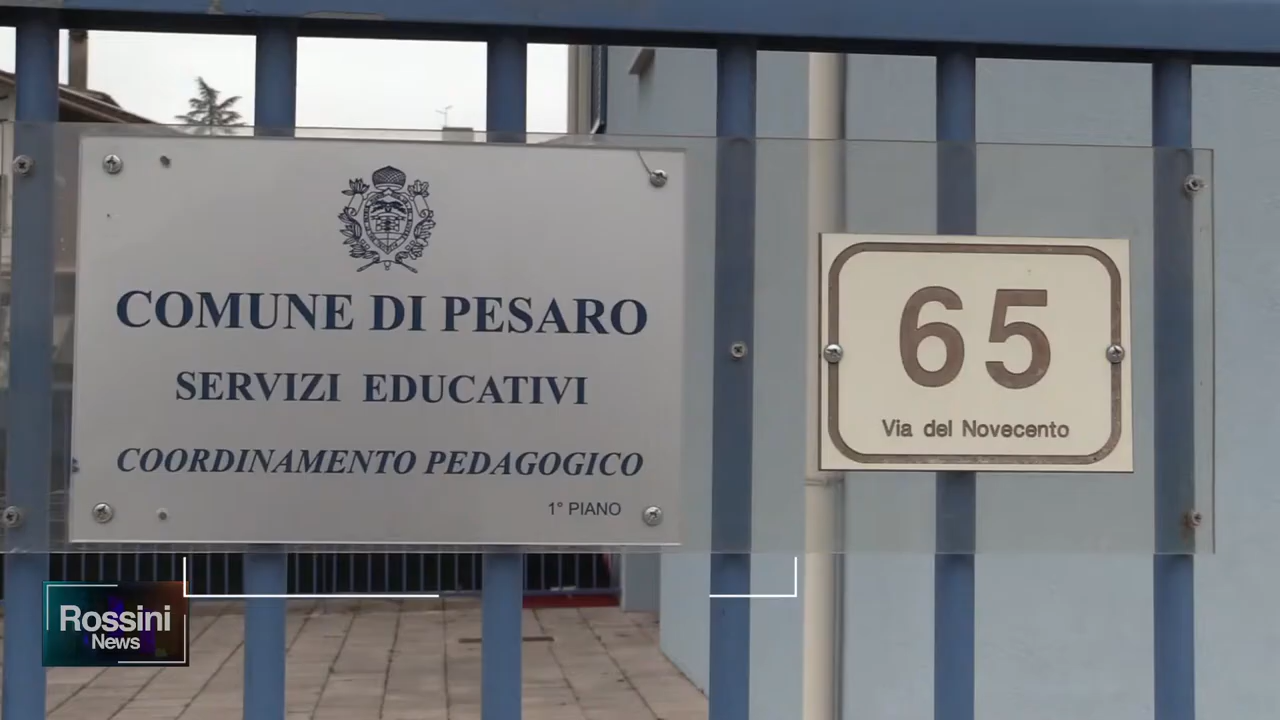 COMUNE DI PESARO
SERVIZI EDUCATIVI
COORDINAMENTO PEDAGOGICO
1° PIANO
65
Via del Novecento
Rossini
News